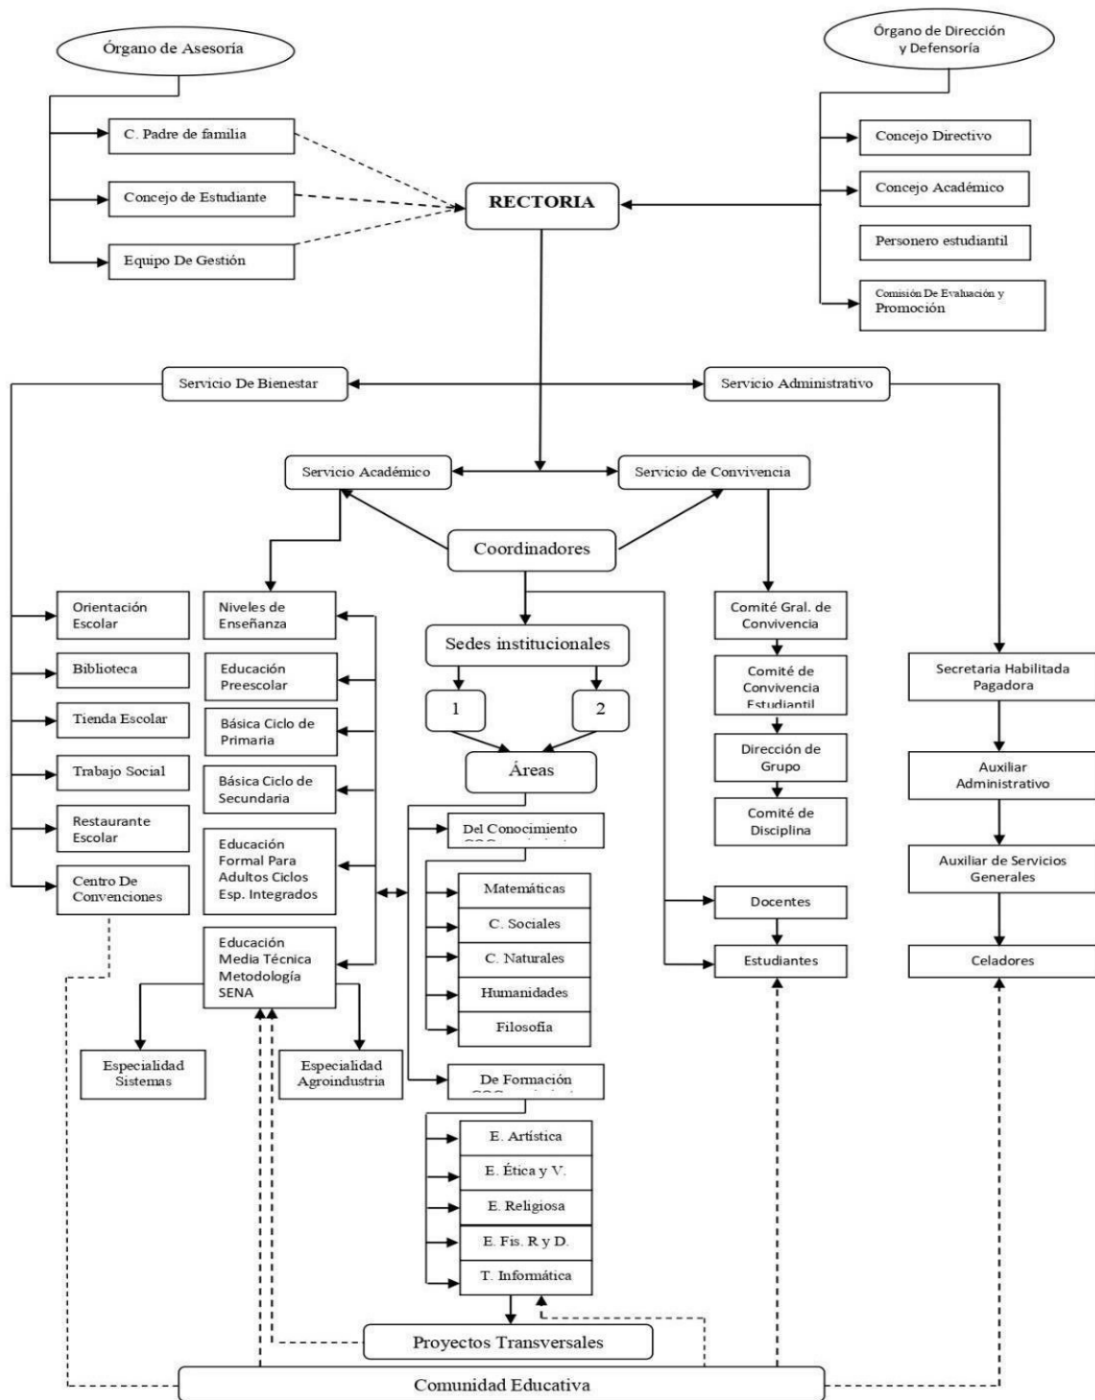 Órgano de Asesoría
Órgano de Dirección
y Defensoría
C. Padre de familia
Concejo de Estudiante
Equipo De Gestión
RECTORIA
Concejo Directivo
Concejo Académico
Personero estudiantil
Comisión De Evaluación y
Promoción
Servicio De Bienestar
Servicio Administrativo
Servicio Académico
Servicio de Convivencia
Coordinadores
Orientación
Escolar
Biblioteca
Tienda Escolar
Trabajo Social
Restaurante
Escolar
Centro De
Convenciones
Niveles de
Enseñanza
Educación
Preescolar
Básica Ciclo de
Primaria
Básica Ciclo de
Secundaria
Educación
Formal Para
Adultos Ciclos
Esp. Integrados
Educación
Media Técnica
Metodología
SENA
Especialidad
Sistemas
Especialidad
Agroindustria
Sedes institucionales
1
2
Áreas
Del Conocimiento
Matemáticas
C. Sociales
C. Naturales
Humanidades
Filosofía
De Formación
E. Artística
E. Ética y V.
E. Religiosa
E. Fis. R y D.
T. Informática
Comité Gral. de
Convivencia
Comité de
Convivencia
Estudiantil
Dirección de
Grupo
Comité de
Disciplina
Docentes
Estudiantes
Secretaria Habilitada
Pagadora
Auxiliar
Administrativo
Auxiliar de Servicios
Generales
Celadores
Proyectos Transversales
Comunidad Educativa